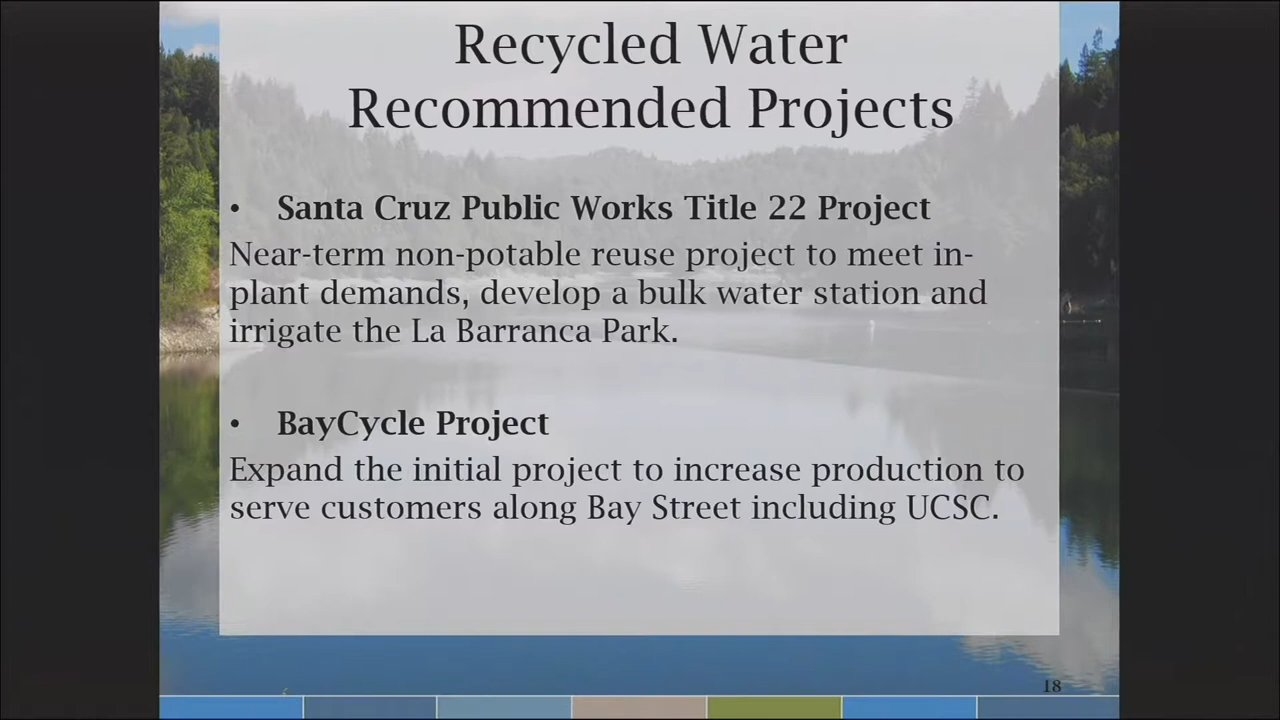 Recycled Water
Recommended Projects
• Santa Cruz Public Works Title 22 Project
Near-term non-potable reuse project to meet in-
plant demands, develop a bulk water station and
irrigate the La Barranca Park.
• BayCycle Project
Expand the initial project to increase production to
serve customers along Bay Street including UCSC.
18